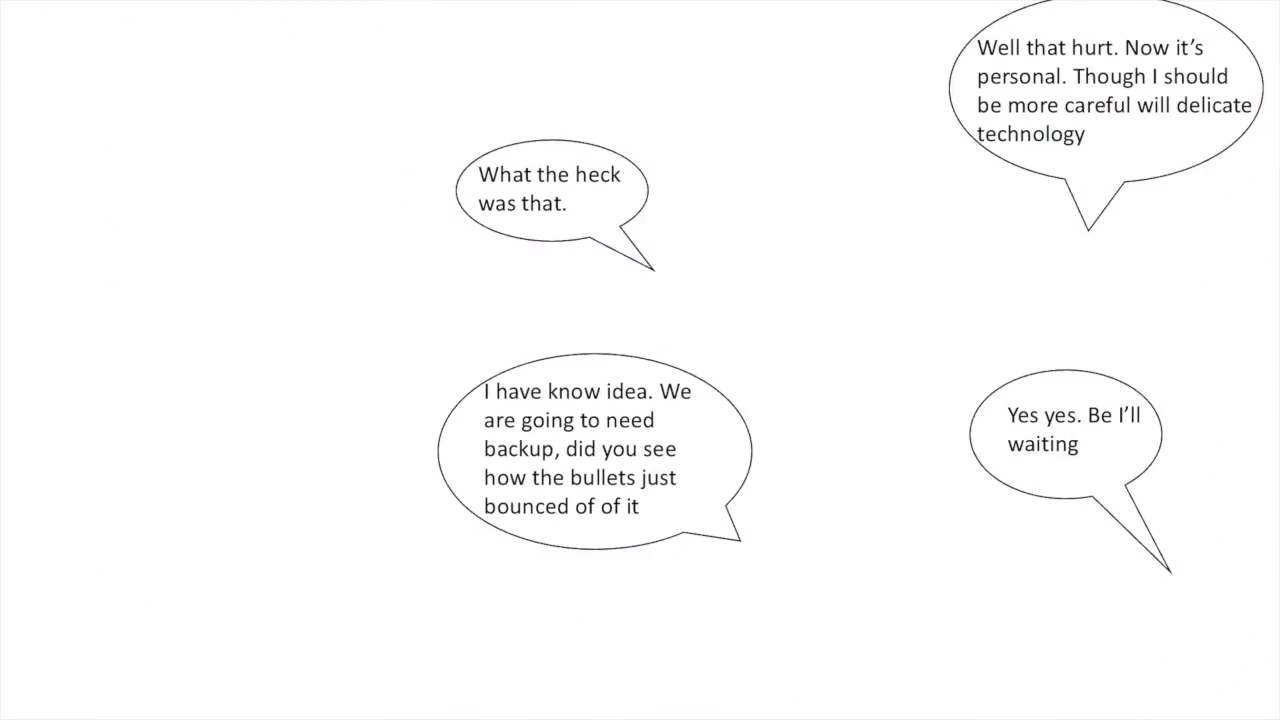 Well that hurt. Now it's
personal. Though I should
be more careful will delicate
technology
What the heck
was that.
I have know idea. We
are going to need
backup, did you see
how the bullets just
bounced of of it
Yes yes. Be I'll
waiting